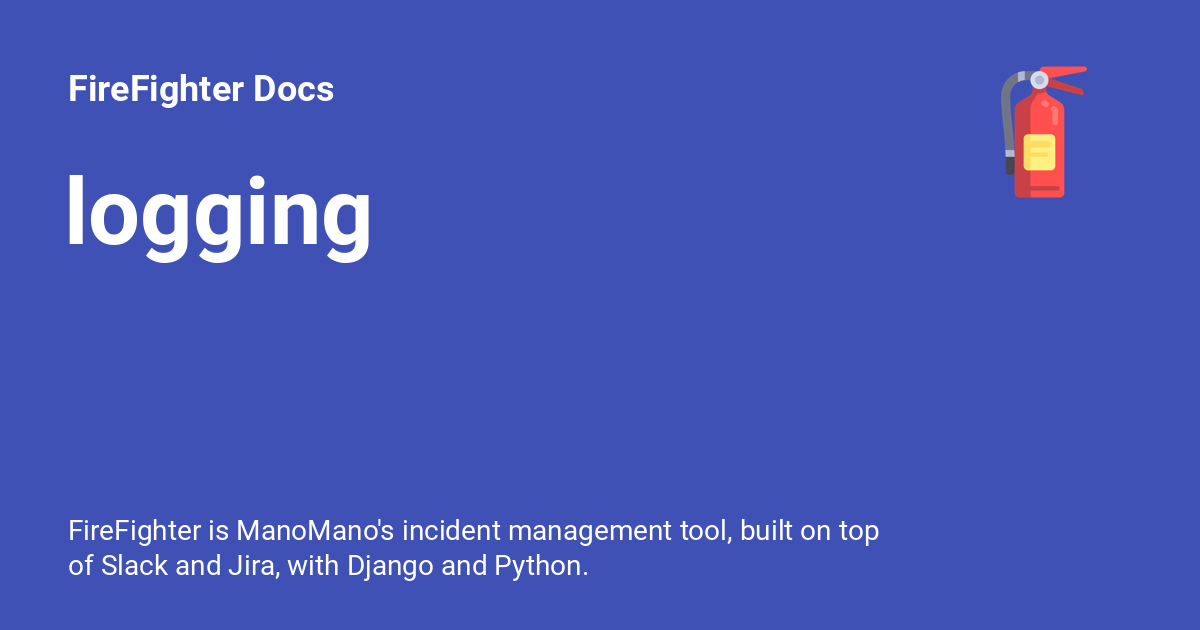 FireFighter Docs
logging
FireFighter is ManoMano's incident management tool, built on top
of Slack and Jira, with Django and Python.